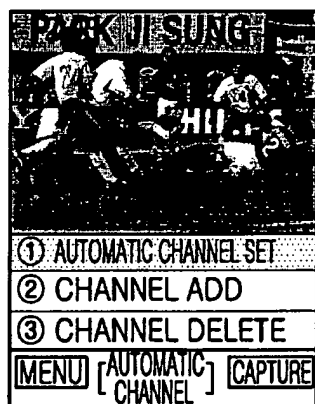 PARK JI SUNG
① AUTOMATIC CHANNEL SET
② CHANNEL ADD
③ CHANNEL DELETE
MENU [AUTOMATIC CHANNEL] CAPTURE